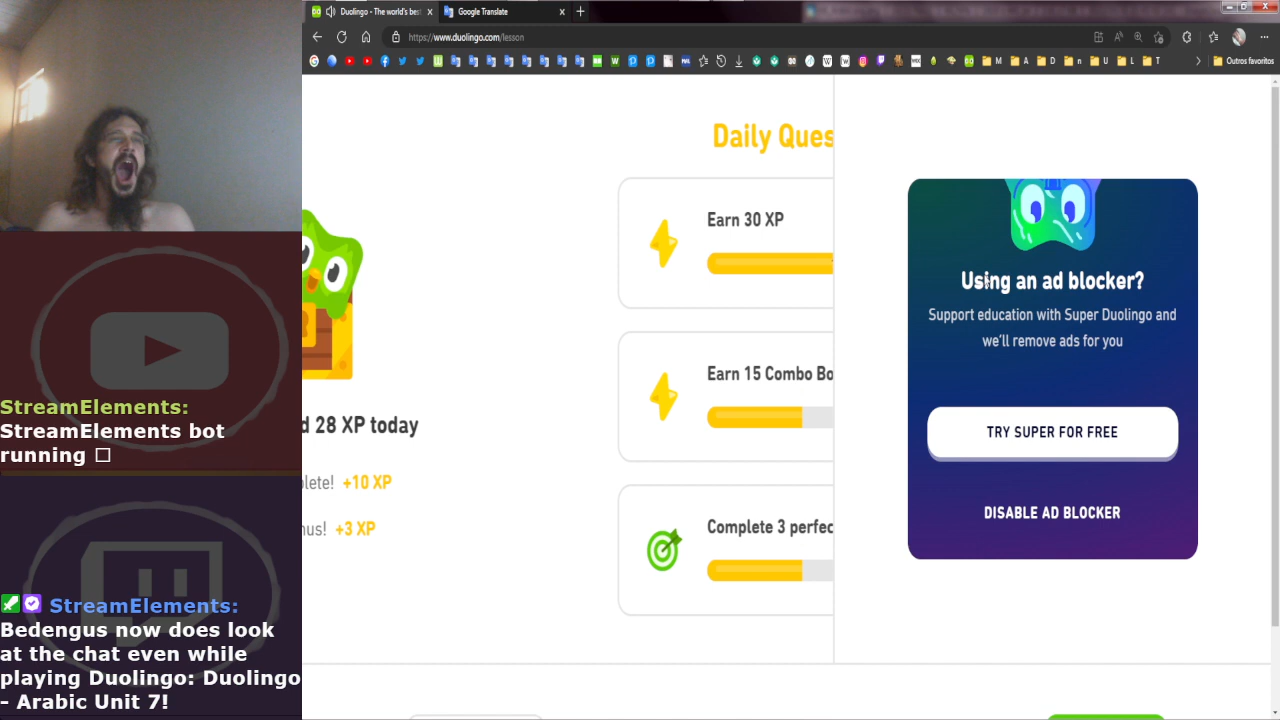 Duolingo - The world's bes
Google Translate
https://www.duolingo.com/lesson
M
A
D
n
U
L
T
Outros favoritos
Daily Ques
Earn 30 XP
Earn 15 Combo Bo
Complete 3 perfec
d 28 XP today
lete! +10 XP
nus! +3 XP
Using an ad blocker?
Support education with Super Duolingo and
we'll remove ads for you
TRY SUPER FOR FREE
DISABLE AD BLOCKER
StreamElements:
StreamElements bot
running □
StreamElements:
Bedengus now does look
at the chat even while
playing Duolingo: Duolingo
- Arabic Unit 7!